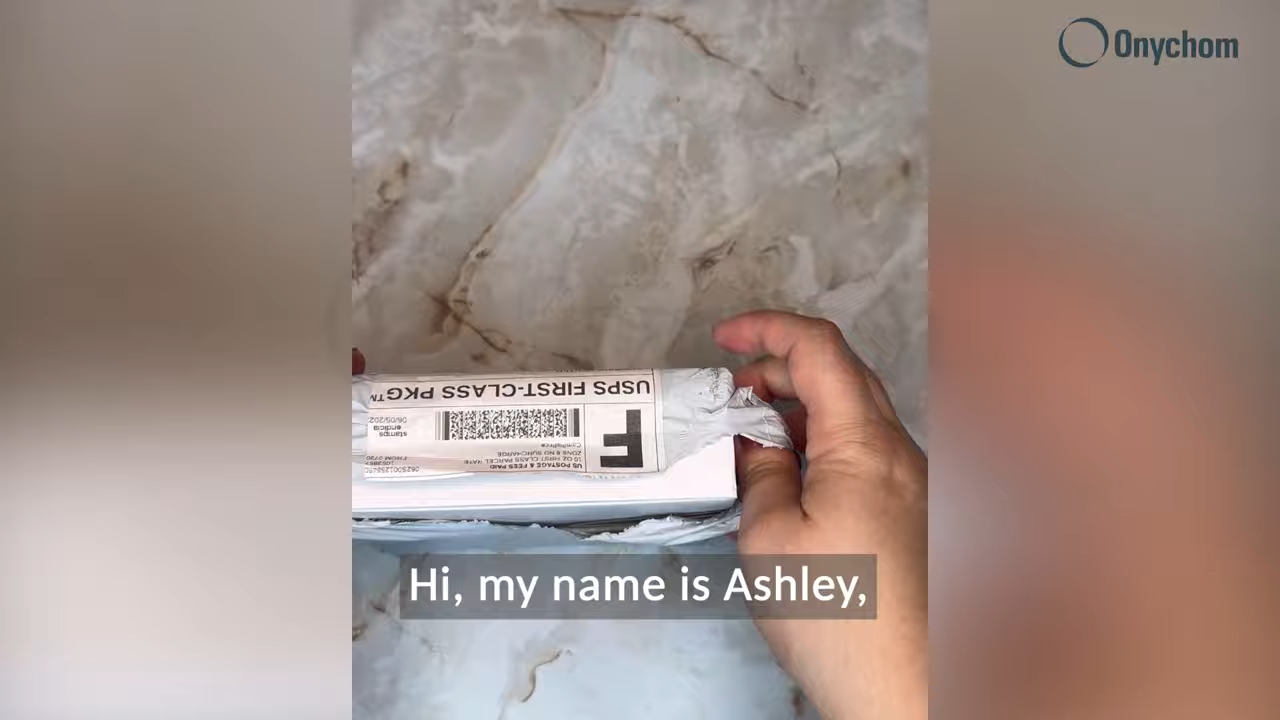 Onychom
USPS FIRST-CLASS PKG™
F
stamps
endicia
US POSTAGE & FEES PAID
ZONE 8 NO SURCHARGE
Hi, my name is Ashley,